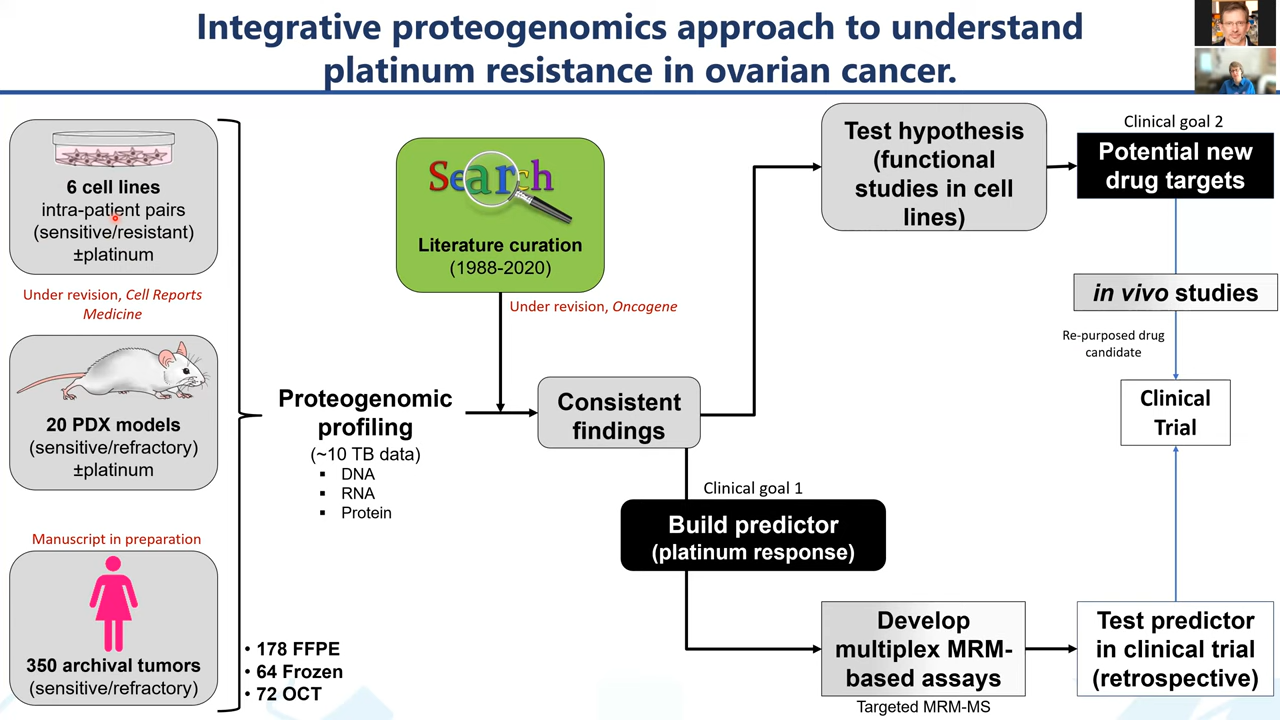 Integrative proteogenomics approach to understand
platinum resistance in ovarian cancer.
6 cell lines
intra-patient pairs
(sensitive/resistant)
±platinum
Under revision, Cell Reports
Medicine
20 PDX models
(sensitive/refractory)
±platinum
Manuscript in preparation
350 archival tumors
(sensitive/refractory)
• 178 FFPE
• 64 Frozen
• 72 OCT
Proteogenomic
profiling
(~10 TB data)
▪ DNA
▪ RNA
▪ Protein
Search
Literature curation
(1988-2020)
Under revision, Oncogene
Consistent
findings
Test hypothesis
(functional
studies in cell
lines)
Clinical goal 2
Potential new
drug targets
in vivo studies
Re-purposed drug
candidate
Clinical
Trial
Clinical goal 1
Build predictor
(platinum response)
Develop
multiplex MRM-
based assays
Targeted MRM-MS
Test predictor
in clinical trial
(retrospective)